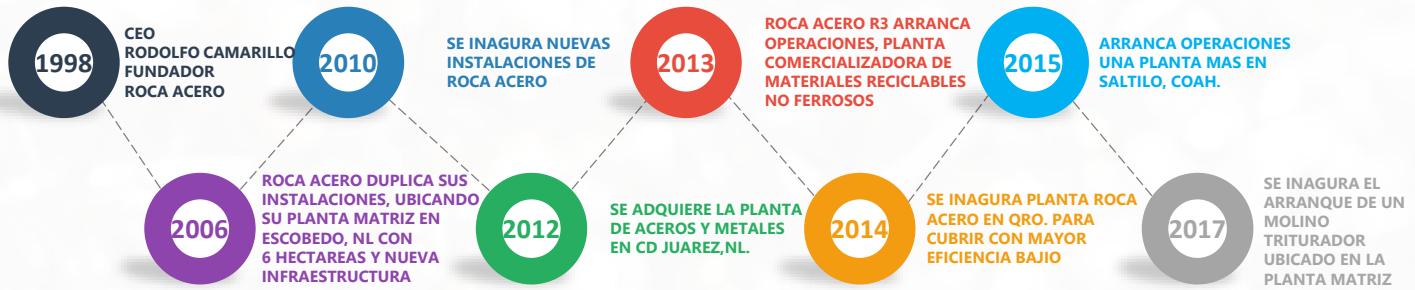 1998
CEO
RODOLFO CAMARILLO
FUNDADOR
ROCA ACERO
2006
ROCA ACERO DUPLICA SUS
INSTALACIONES, UBICANDO
SU PLANTA MATRIZ EN
ESCOBEDO, NL CON
6 HECTAREAS Y NUEVA
INFRAESTRUCTURA
2010
SE INAGURA NUEVAS
INSTALACIONES DE
ROCA ACERO
2012
SE ADQUIERE LA PLANTA
DE ACEROS Y METALES
EN CD JUAREZ,NL.
2013
ROCA ACERO R3 ARRANCA
OPERACIONES, PLANTA
COMERCIALIZADORA DE
MATERIALES RECICLABLES
NO FERROSOS
2014
SE INAGURA PLANTA ROCA
ACERO EN QRO. PARA
CUBRIR CON MAYOR
EFICIENCIA BAJIO
2015
ARRANCA OPERACIONES
UNA PLANTA MAS EN
SALTILO, COAH.
2017
SE INAGURA EL
ARRANQUE DE UN
MOLINO
TRITURADOR
UBICADO EN LA
PLANTA MATRIZ